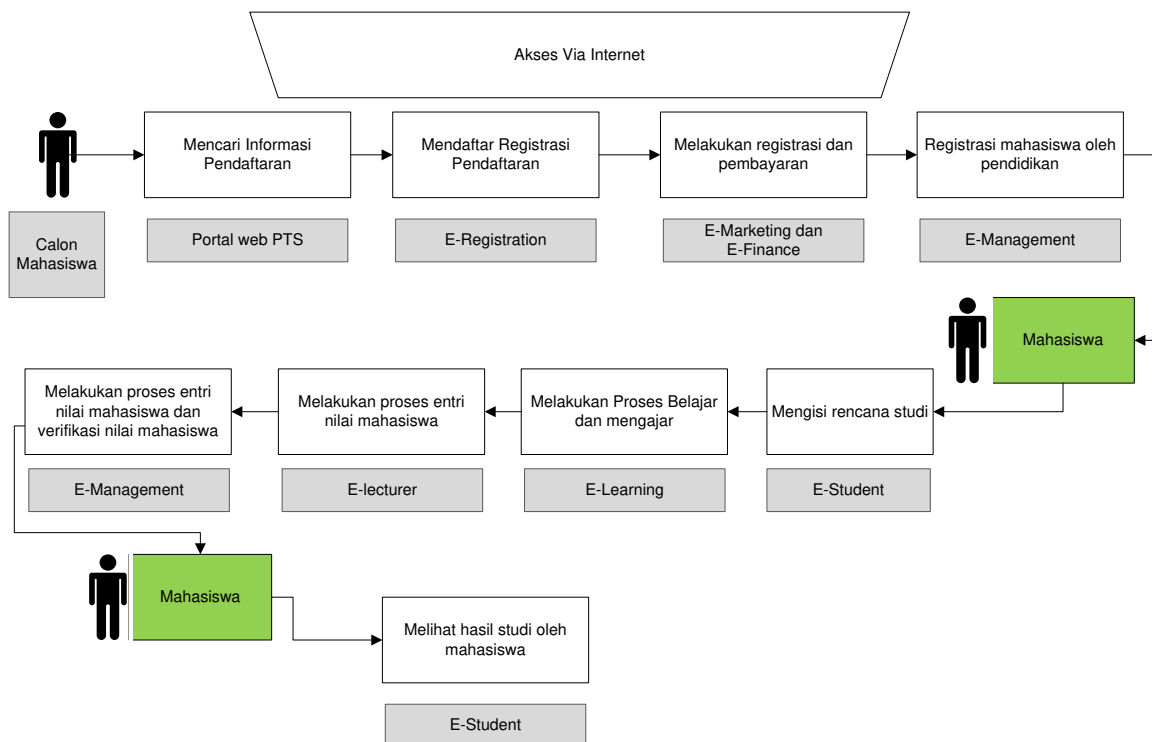 Akses Via Internet
Mencari Informasi
Pendaftaran
Mendaftar Registrasi
Pendaftaran
Melakukan registrasi dan
pembayaran
Registrasi mahasiswa oleh
pendidikan
Calon
Mahasiswa
Portal web PTS
E-Registration
E-Marketing dan
E-Finance
E-Management
Mahasiswa
Mengisi rencana studi
Melakukan Proses Belajar
dan mengajar
Melakukan proses entri
nilai mahasiswa
Melakukan proses entri
nilai mahasiswa dan
verifikasi nilai mahasiswa
E-Student
E-Learning
E-lecturer
E-Management
Mahasiswa
Melihat hasil studi oleh
mahasiswa
E-Student